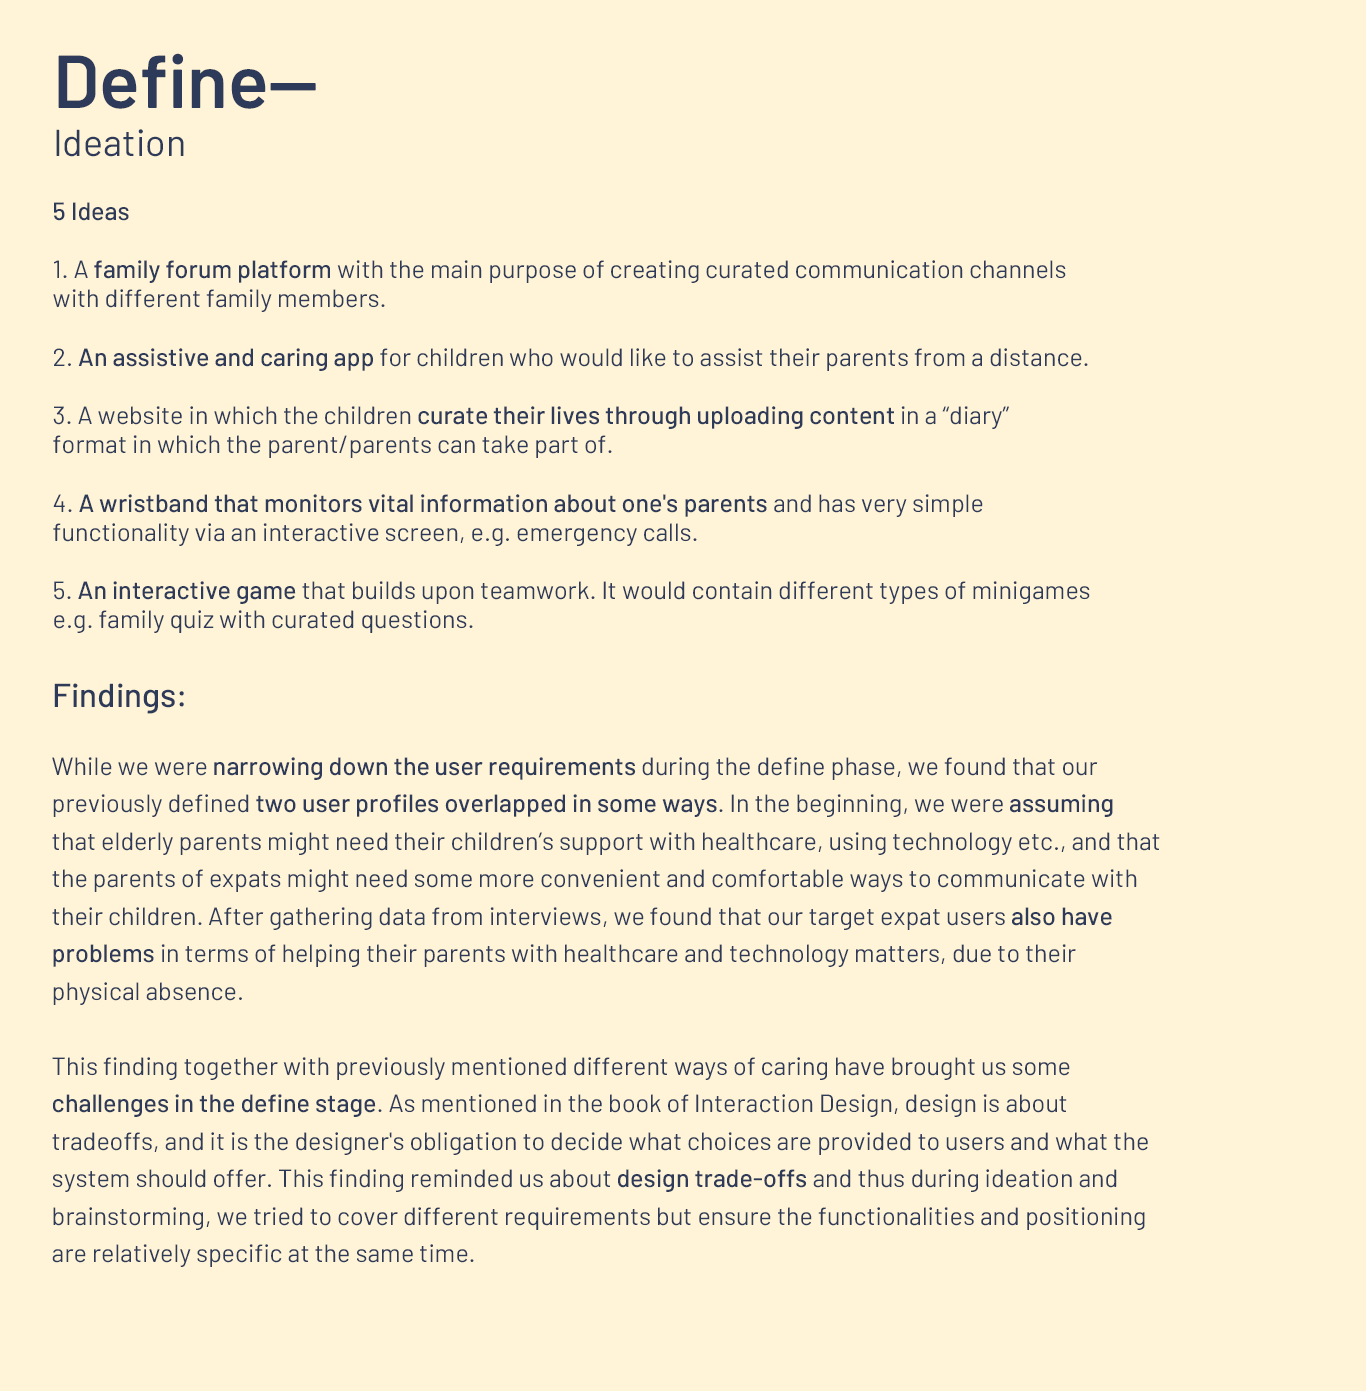 Define—
Ideation
5 Ideas
1. A family forum platform with the main purpose of creating curated communication channels
with different family members.
2. An assistive and caring app for children who would like to assist their parents from a distance.
3. A website in which the children curate their lives through uploading content in a “diary”
format in which the parent/parents can take part of.
4. A wristband that monitors vital information about one's parents and has very simple
functionality via an interactive screen, e.g. emergency calls.
5. An interactive game that builds upon teamwork. It would contain different types of minigames
e.g. family quiz with curated questions.
Findings:
While we were narrowing down the user requirements during the define phase, we found that our
previously defined two user profiles overlapped in some ways. In the beginning, we were assuming
that elderly parents might need their children’s support with healthcare, using technology etc., and that
the parents of expats might need some more convenient and comfortable ways to communicate with
their children. After gathering data from interviews, we found that our target expat users also have
problems in terms of helping their parents with healthcare and technology matters, due to their
physical absence.
This finding together with previously mentioned different ways of caring have brought us some
challenges in the define stage. As mentioned in the book of Interaction Design, design is about
tradeoffs, and it is the designer's obligation to decide what choices are provided to users and what the
system should offer. This finding reminded us about design trade-offs and thus during ideation and
brainstorming, we tried to cover different requirements but ensure the functionalities and positioning
are relatively specific at the same time.